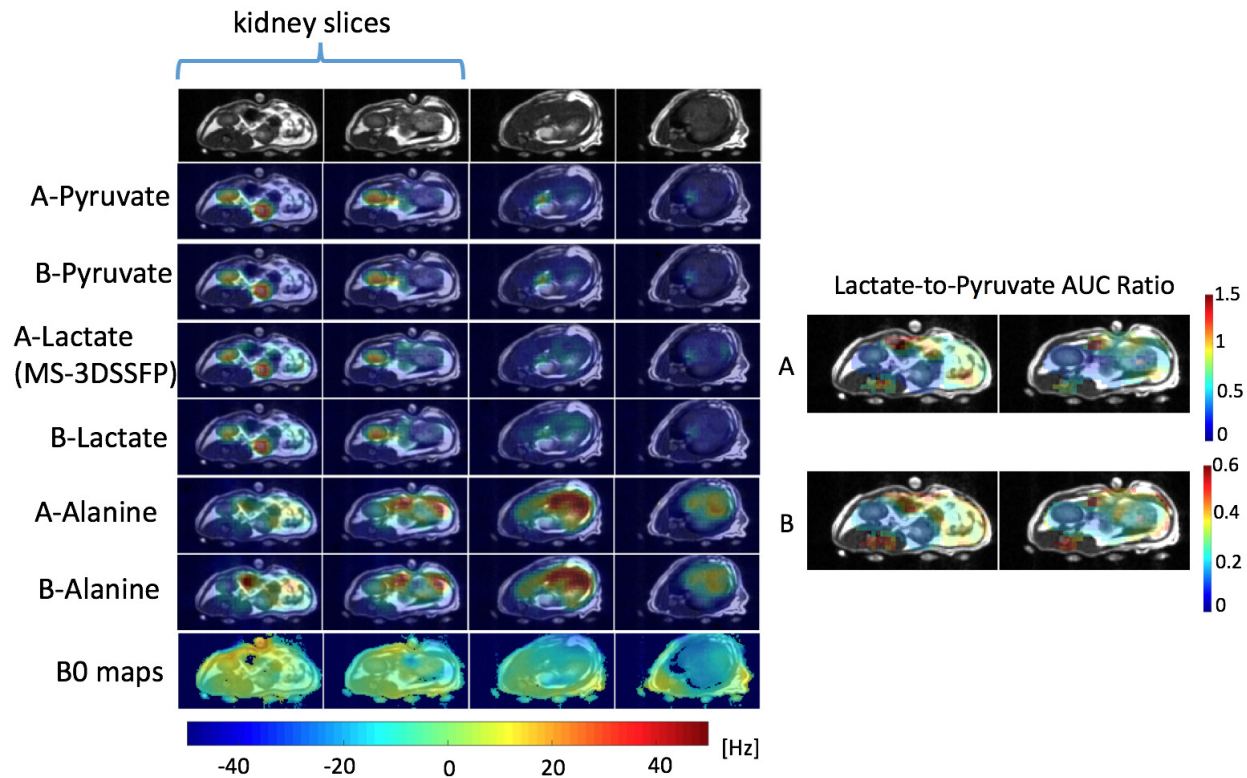 kidney slices
A-Pyruvate
B-Pyruvate
A-Lactate
(MS-3DSSFP)
B-Lactate
A-Alanine
B-Alanine
B0 maps
-40
-20
0
20
40
[Hz]
Lactate-to-Pyruvate AUC Ratio
A
1.5
1
0.5
0
B
0.6
0.4
0.2
0